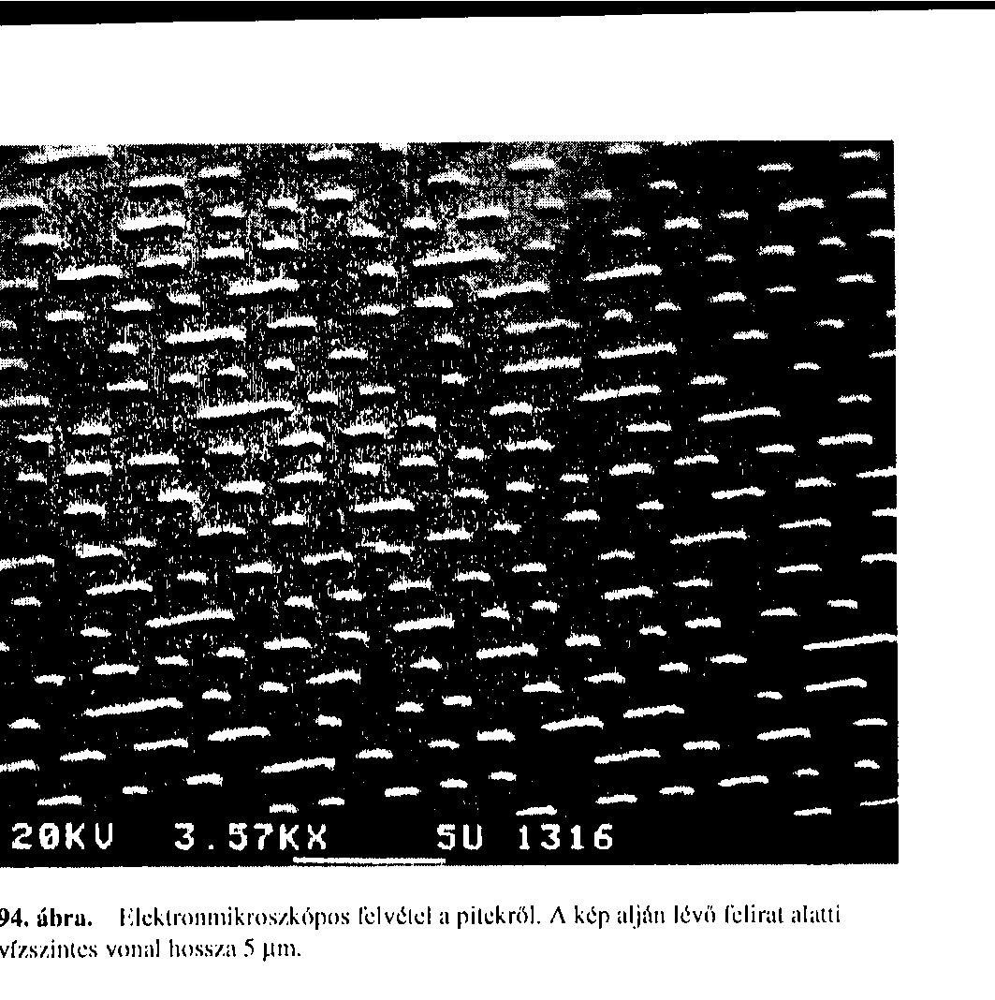 20KV 3.57KX 5U 1316
94. ábra. Elektronmikroszkópos felvétel a pitekről. A kép alján lévő felirat alatti
vízszintes vonal hossza 5 µm.